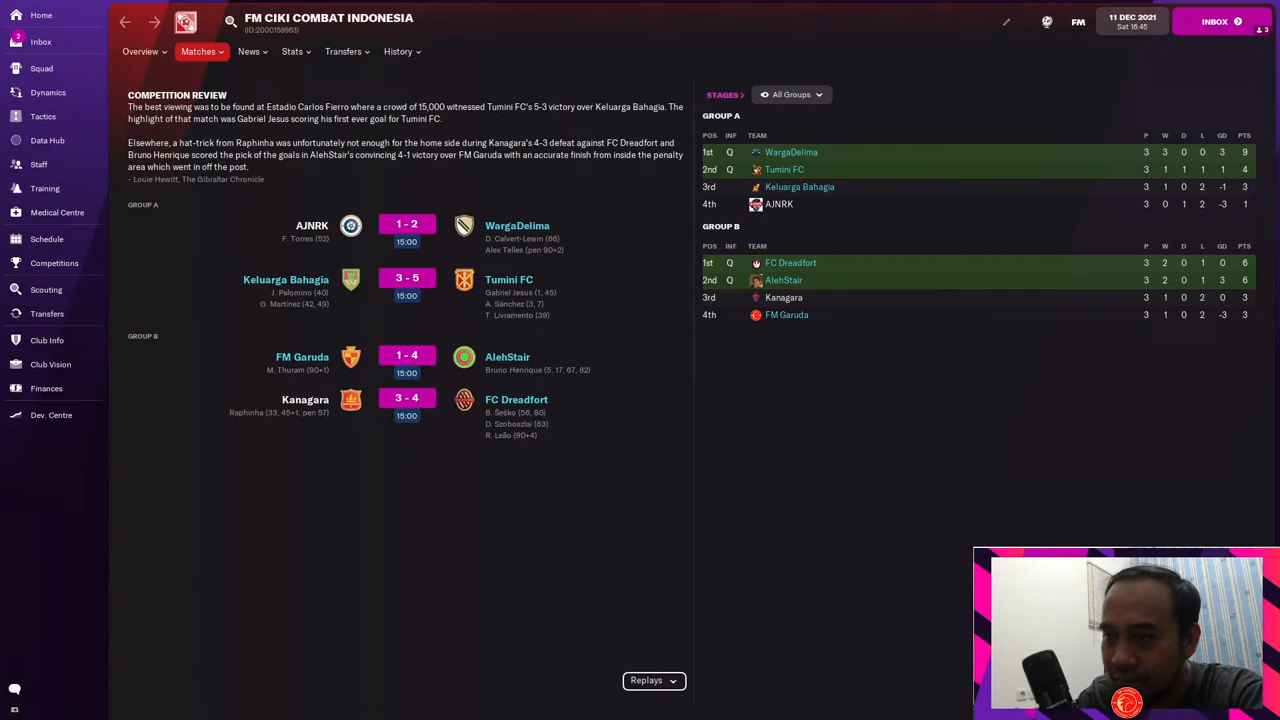 Home
2
Inbox
Squad
Dynamics
Tactics
Data Hub
Staff
Training
Medical Centre
Schedule
Competitions
Scouting
Transfers
Club Info
Club Vision
Finances
Dev. Centre
FM CIKI COMBAT INDONESIA
(ID:2000158963)
FM
11 DEC 2021
Sat 16:45
INBOX
3
Overview
Matches
News
Stats
Transfers
History
COMPETITION REVIEW
The best viewing was to be found at Estadio Carlos Fierro where a crowd of 15,000 witnessed Tumini FC's 5-3 victory over Keluarga Bahagia. The
highlight of that match was Gabriel Jesus scoring his first ever goal for Tumini FC.
Elsewhere, a hat-trick from Raphinha was unfortunately not enough for the home side during Kanagara's 4-3 defeat against FC Dreadfort and
Bruno Henrique scored the pick of the goals in AlehStair's convincing 4-1 victory over FM Garuda with an accurate finish from inside the penalty
area which went in off the post.
- Louie Hewitt, The Gibraltar Chronicle
GROUP A
AJNRK 1 - 2 WargaDelima
F. Torres (52) 15:00 D. Calvert-Lewin (66)
Alex Telles (pen 90+2)
Keluarga Bahagia 3 - 5 Tumini FC
J. Palomino (40) 15:00 Gabriel Jesus (1, 45)
G. Martínez (42, 49) A. Sánchez (3, 7)
T. Livramento (39)
GROUP B
FM Garuda 1 - 4 AlehStair
M. Thuram (90+1) 15:00 Bruno Henrique (5, 17, 67, 82)
Kanagara 3 - 4 FC Dreadfort
Raphinha (33, 45+1, pen 57) 15:00 B. Šeško (56, 80)
D. Szoboszlai (63)
R. Leão (90+4)
Replays
STAGES All Groups
GROUP A
POS INF TEAM P W D L GD PTS
1st Q WargaDelima 3 3 0 0 3 9
2nd Q Tumini FC 3 1 1 1 1 4
3rd Keluarga Bahagia 3 1 0 2 -1 3
4th AJNRK 3 0 1 2 -3 1
GROUP B
POS INF TEAM P W D L GD PTS
1st Q FC Dreadfort 3 2 0 1 0 6
2nd Q AlehStair 3 2 0 1 3 6
3rd Kanagara 3 1 0 2 0 3
4th FM Garuda 3 1 0 2 -3 3